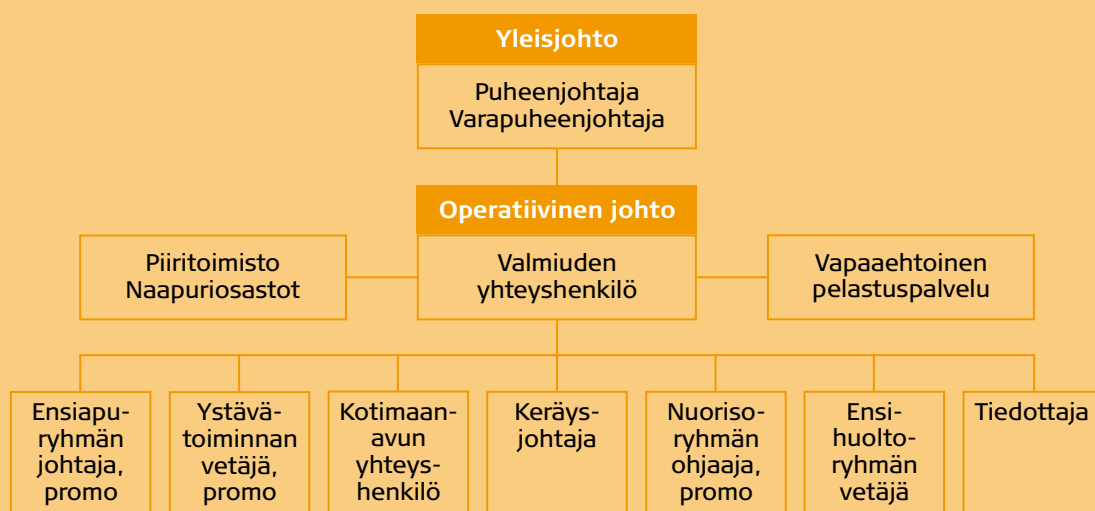 Yleisjohto
Puheenjohtaja
Varapuheenjohtaja
Operatiivinen johto
Piiritoimisto
Naapuriosastot
Valmiuden
yhteyshenkilö
Vapaaehtoinen
pelastuspalvelu
Ensiapu-
ryhmän
johtaja,
promo
Ystävä-
toiminnan
vetäjä,
promo
Kotimaan-
avun
yhteys-
henkilö
Keräys-
johtaja
Nuoriso-
ryhmän
ohjaaja,
promo
Ensi-
huolto-
ryhmän
vetäjä
Tiedottaja